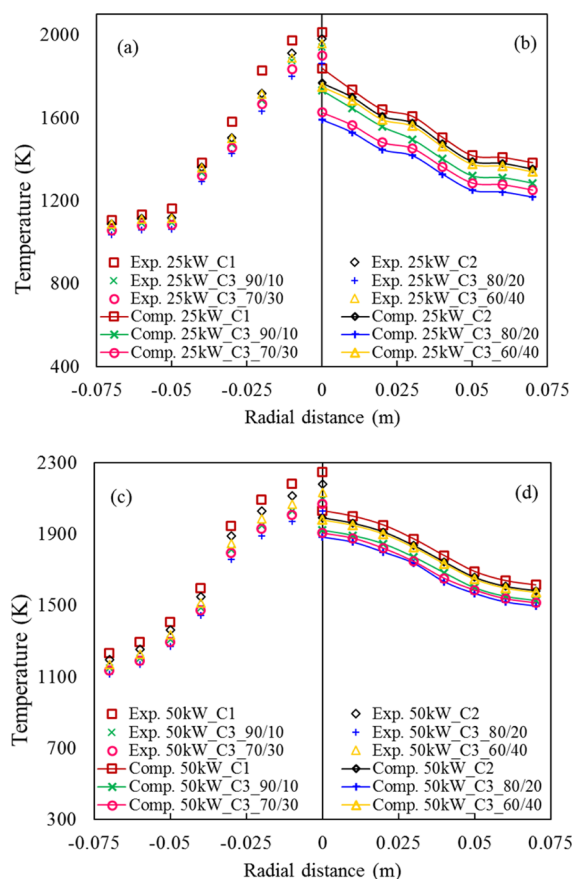 2000
1600
1200
800
400
Temperature (K)
(a)
(b)
Exp. 25kW_C1
Exp. 25kW_C2
Exp. 25kW_C3_90/10
Exp. 25kW_C3_80/20
Exp. 25kW_C3_70/30
Exp. 25kW_C3_60/40
Comp. 25kW_C1
Comp. 25kW_C2
Comp. 25kW_C3_90/10
Comp. 25kW_C3_80/20
Comp. 25kW_C3_70/30
Comp. 25kW_C3_60/40
-0.075 -0.05 -0.025 0 0.025 0.05 0.075
Radial distance (m)
2300
1900
1500
1100
700
300
Temperature (K)
(c)
(d)
Exp. 50kW_C1
Exp. 50kW_C2
Exp. 50kW_C3_90/10
Exp. 50kW_C3_80/20
Exp. 50kW_C3_70/30
Exp. 50kW_C3_60/40
Comp. 50kW_C1
Comp. 50kW_C2
Comp. 50kW_C3_90/10
Comp. 50kW_C3_80/20
Comp. 50kW_C3_70/30
Comp. 50kW_C3_60/40
-0.075 -0.05 -0.025 0 0.025 0.05 0.075
Radial distance (m)